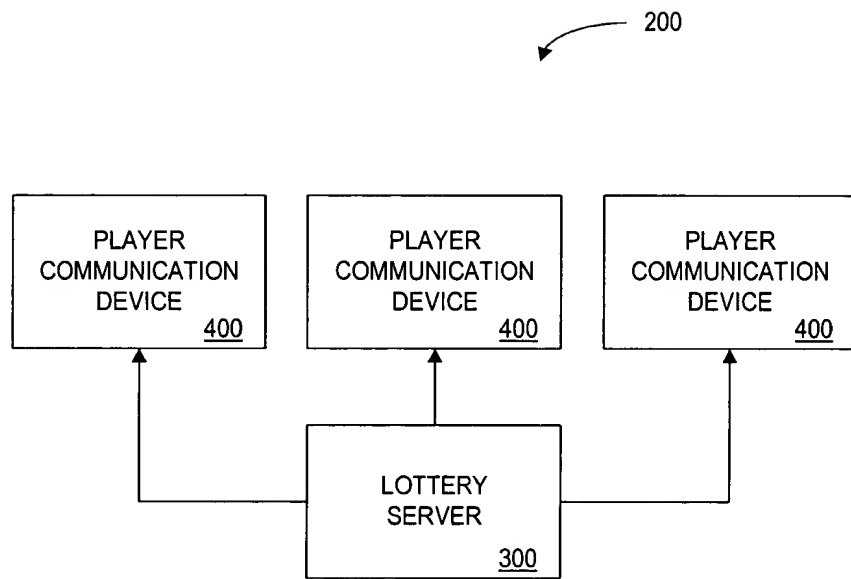 200
PLAYER
COMMUNICATION
DEVICE
400
PLAYER
COMMUNICATION
DEVICE
400
PLAYER
COMMUNICATION
DEVICE
400
LOTTERY
SERVER
300